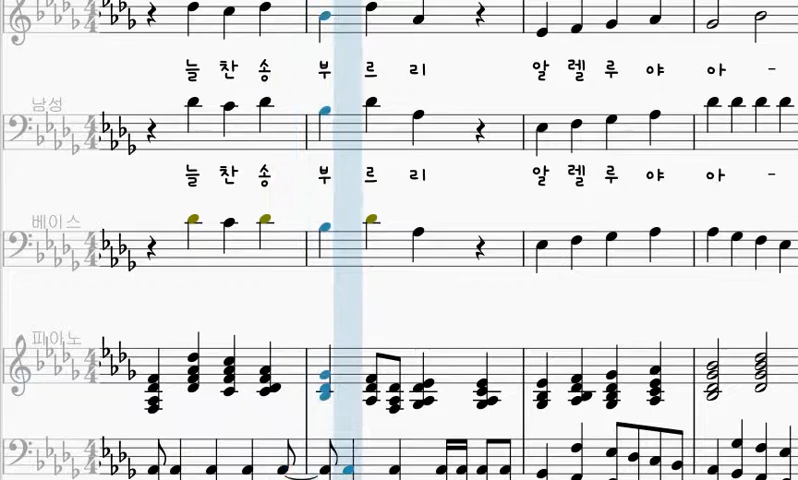 늘 찬 송 부 르 리 알 렐 루 야 아 -
남성
늘 찬 송 부 르 리 알 렐 루 야 아 -
베이스
피아노